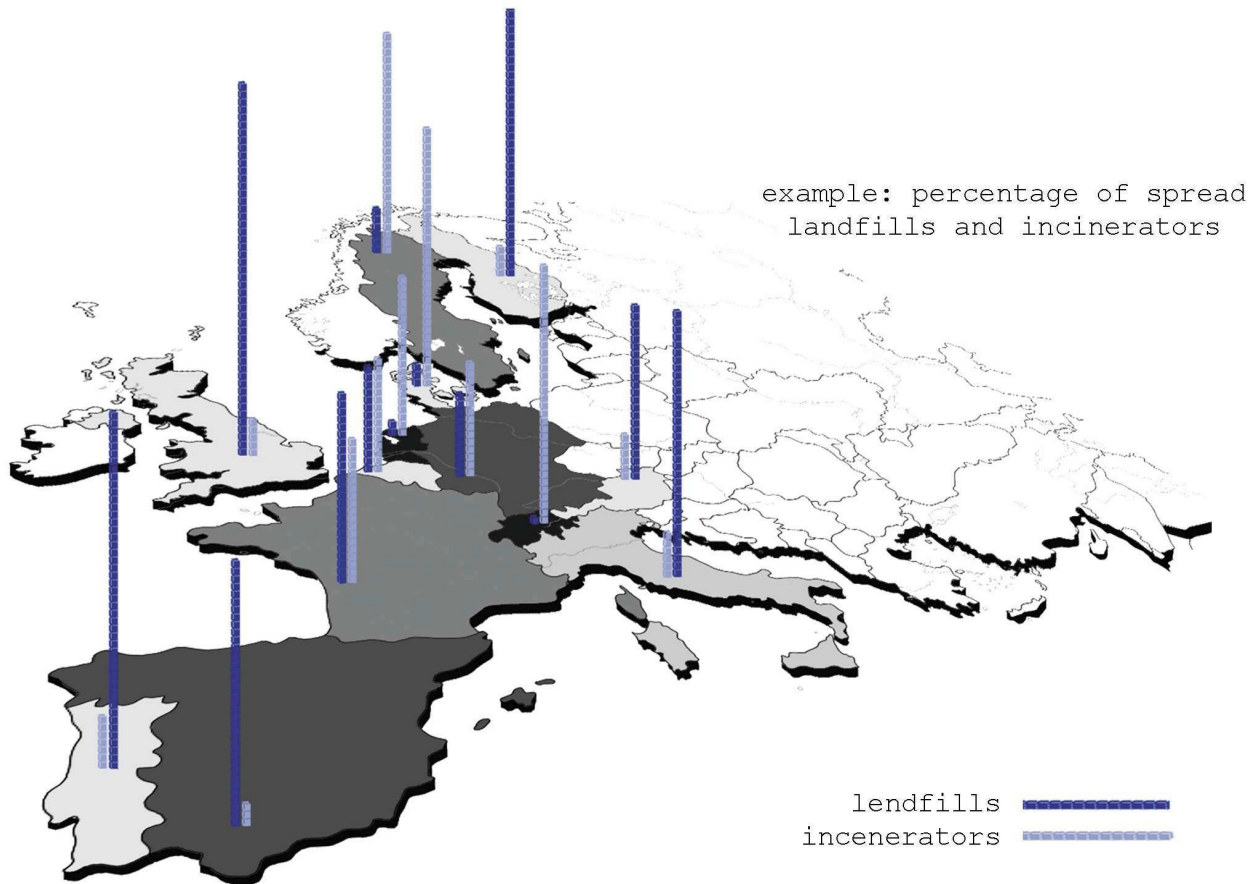 example: percentage of spread
landfills and incinerators
lendfills
incenerators